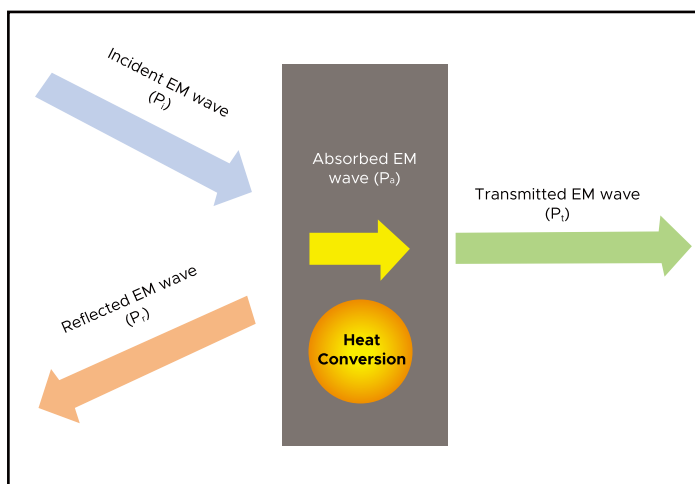 Incident EM wave
(Pᵢ)
Absorbed EM
wave (Pₐ)
Transmitted EM wave
(Pₜ)
Reflected EM wave
(Pᵣ)
Heat
Conversion